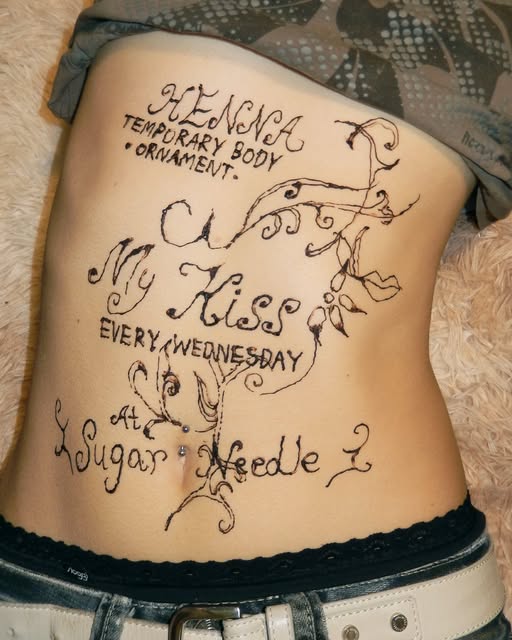 HENNA
TEMPORARY BODY
•ORNAMENT•
My Kiss
EVERY WEDNESDAY
At
Sugar Needle